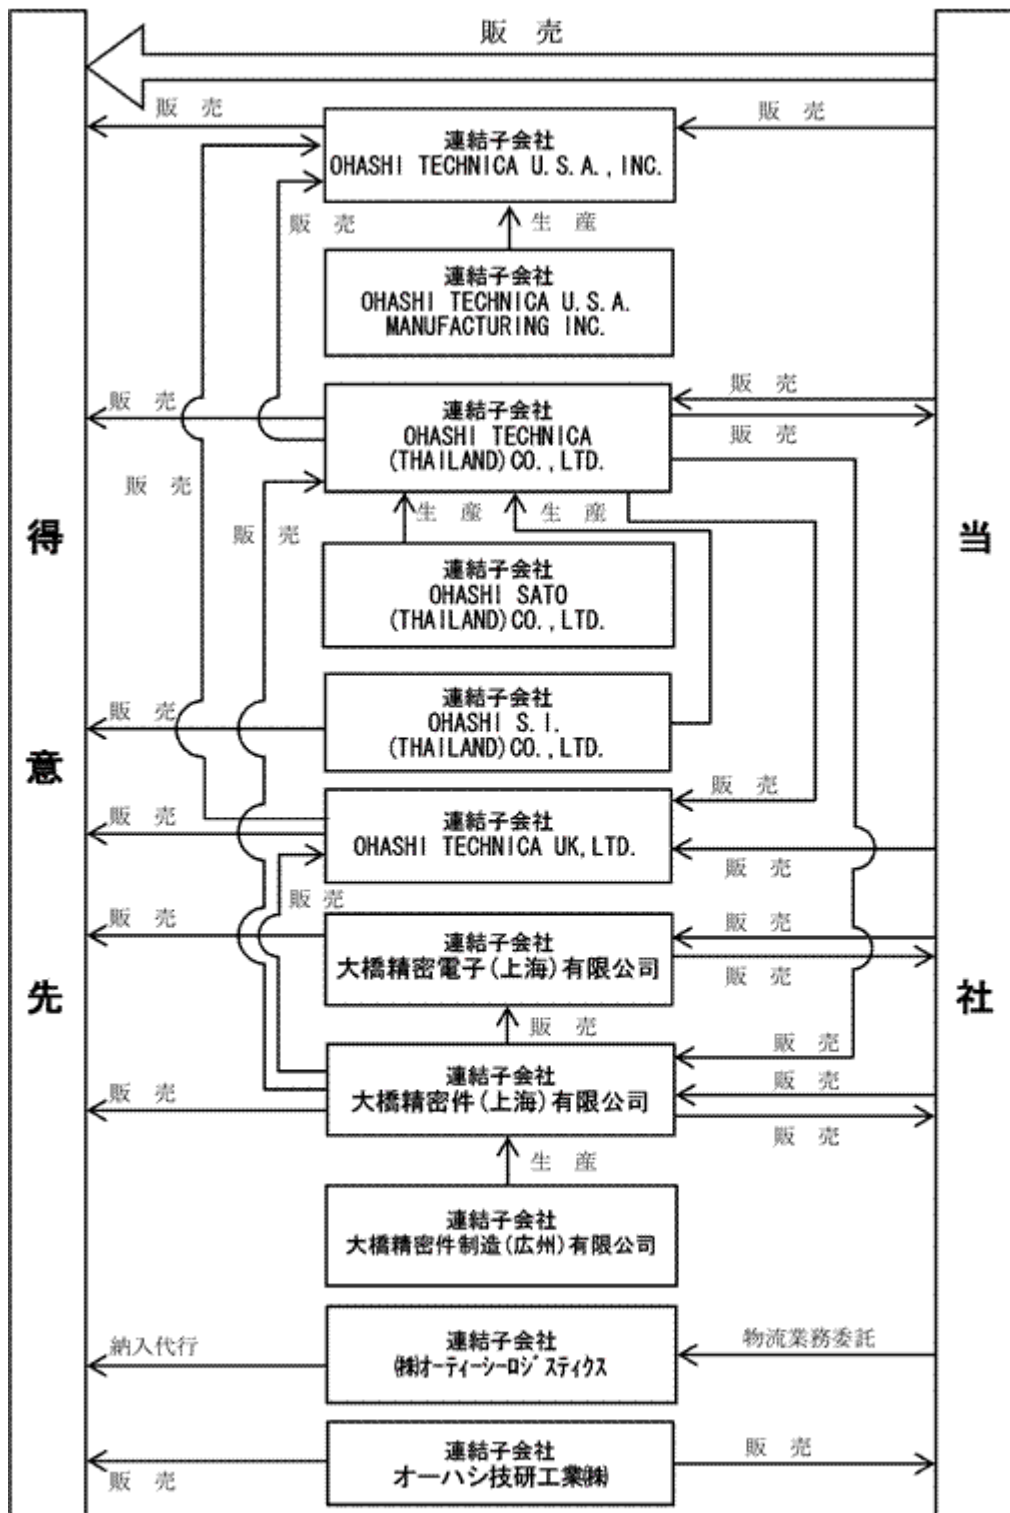 販 売
販 売
販 売
連結子会社
OHASHI TECHNICA U.S.A.,INC.
販 売
生 産
連結子会社
OHASHI TECHNICA U.S.A.
MANUFACTURING INC.
販 売
販 売
連結子会社
OHASHI TECHNICA
(THAILAND)CO.,LTD.
販 売
販 売
生 産
生 産
販 売
連結子会社
OHASHI SATO
(THAILAND)CO.,LTD.
得意先
当社
連結子会社
OHASHI S.I.
(THAILAND)CO.,LTD.
販 売
販 売
販 売
連結子会社
OHASHI TECHNICA UK,LTD.
販 売
販 売
販 売
連結子会社
大橋精密電子(上海)有限公司
販 売
販 売
販 売
販 売
連結子会社
大橋精密件(上海)有限公司
販 売
販 売
販 売
生 産
連結子会社
大橋精密件制造(広州)有限公司
納入代行
連結子会社
㈱オーティーシーロジスティクス
物流業務委託
連結子会社
オーハシ技研工業㈱
販 売
販 売